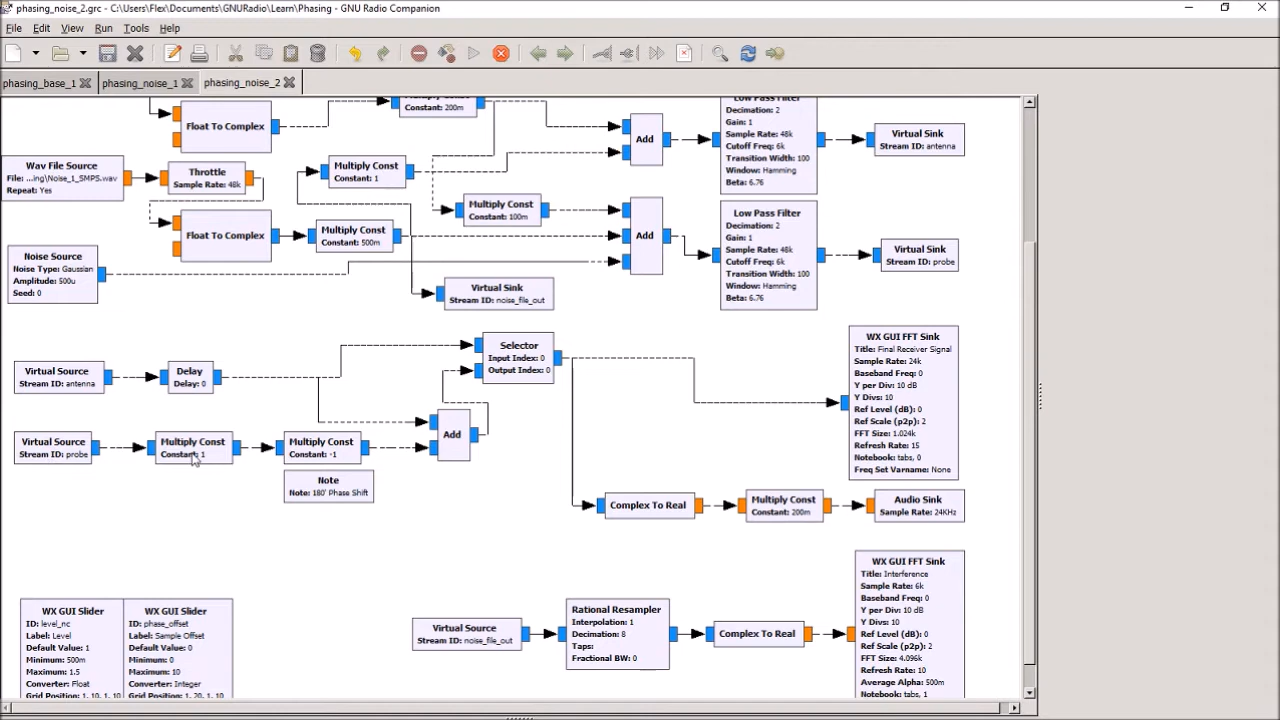 phasing_noise_2.grc - C:\Users\Flex\Documents\GNURadio\Learn\Phasing - GNU Radio Companion
File Edit View Run Tools Help
phasing_base_1 phasing_noise_1 phasing_noise_2
Float To Complex
Constant: 200m
Add
Low Pass Filter
Decimation: 2
Gain: 1
Sample Rate: 48k
Cutoff Freq: 6k
Transition Width: 100
Window: Hamming
Beta: 6.76
Virtual Sink
Stream ID: antenna
Wav File Source
File: ...ing\Noise_1_5MPS.wav
Repeat: Yes
Throttle
Sample Rate: 48k
Multiply Const
Constant: 1
Multiply Const
Constant: 100m
Float To Complex
Multiply Const
Constant: 500m
Add
Low Pass Filter
Decimation: 2
Gain: 1
Sample Rate: 48k
Cutoff Freq: 6k
Transition Width: 100
Window: Hamming
Beta: 6.76
Virtual Sink
Stream ID: probe
Noise Source
Noise Type: Gaussian
Amplitude: 500u
Seed: 0
Virtual Sink
Stream ID: noise_file_out
Virtual Source
Stream ID: antenna
Delay
Delay: 0
Selector
Input Index: 0
Output Index: 0
WX GUI FFT Sink
Title: Final Receiver Signal
Sample Rate: 24k
Baseband Freq: 0
Y per Div: 10 dB
Y Divs: 10
Ref Level (dB): 0
Ref Scale (p2p): 2
FFT Size: 1.024k
Refresh Rate: 15
Notebook: tabs, 0
Freq Set Varname: None
Virtual Source
Stream ID: probe
Multiply Const
Constant: 1
Multiply Const
Constant: -1
Add
Note
Note: 180' Phase Shift
Complex To Real
Multiply Const
Constant: 200m
Audio Sink
Sample Rate: 24KHz
WX GUI Slider
ID: level_nc
Label: Level
Default Value: 1
Minimum: 500m
Maximum: 1.5
Converter: Float
Grid Position: 1, 10, 1, 10
WX GUI Slider
ID: phase_offset
Label: Sample Offset
Default Value: 0
Minimum: 0
Maximum: 10
Converter: Integer
Grid Position: 1, 20, 1, 10
Virtual Source
Stream ID: noise_file_out
Rational Resampler
Interpolation: 1
Decimation: 8
Taps:
Fractional BW: 0
Complex To Real
WX GUI FFT Sink
Title: Interference
Sample Rate: 6k
Baseband Freq: 0
Y per Div: 10 dB
Y Divs: 10
Ref Level (dB): 0
Ref Scale (p2p): 2
FFT Size: 4.096k
Refresh Rate: 10
Average Alpha: 500m
Notebook: tabs, 1